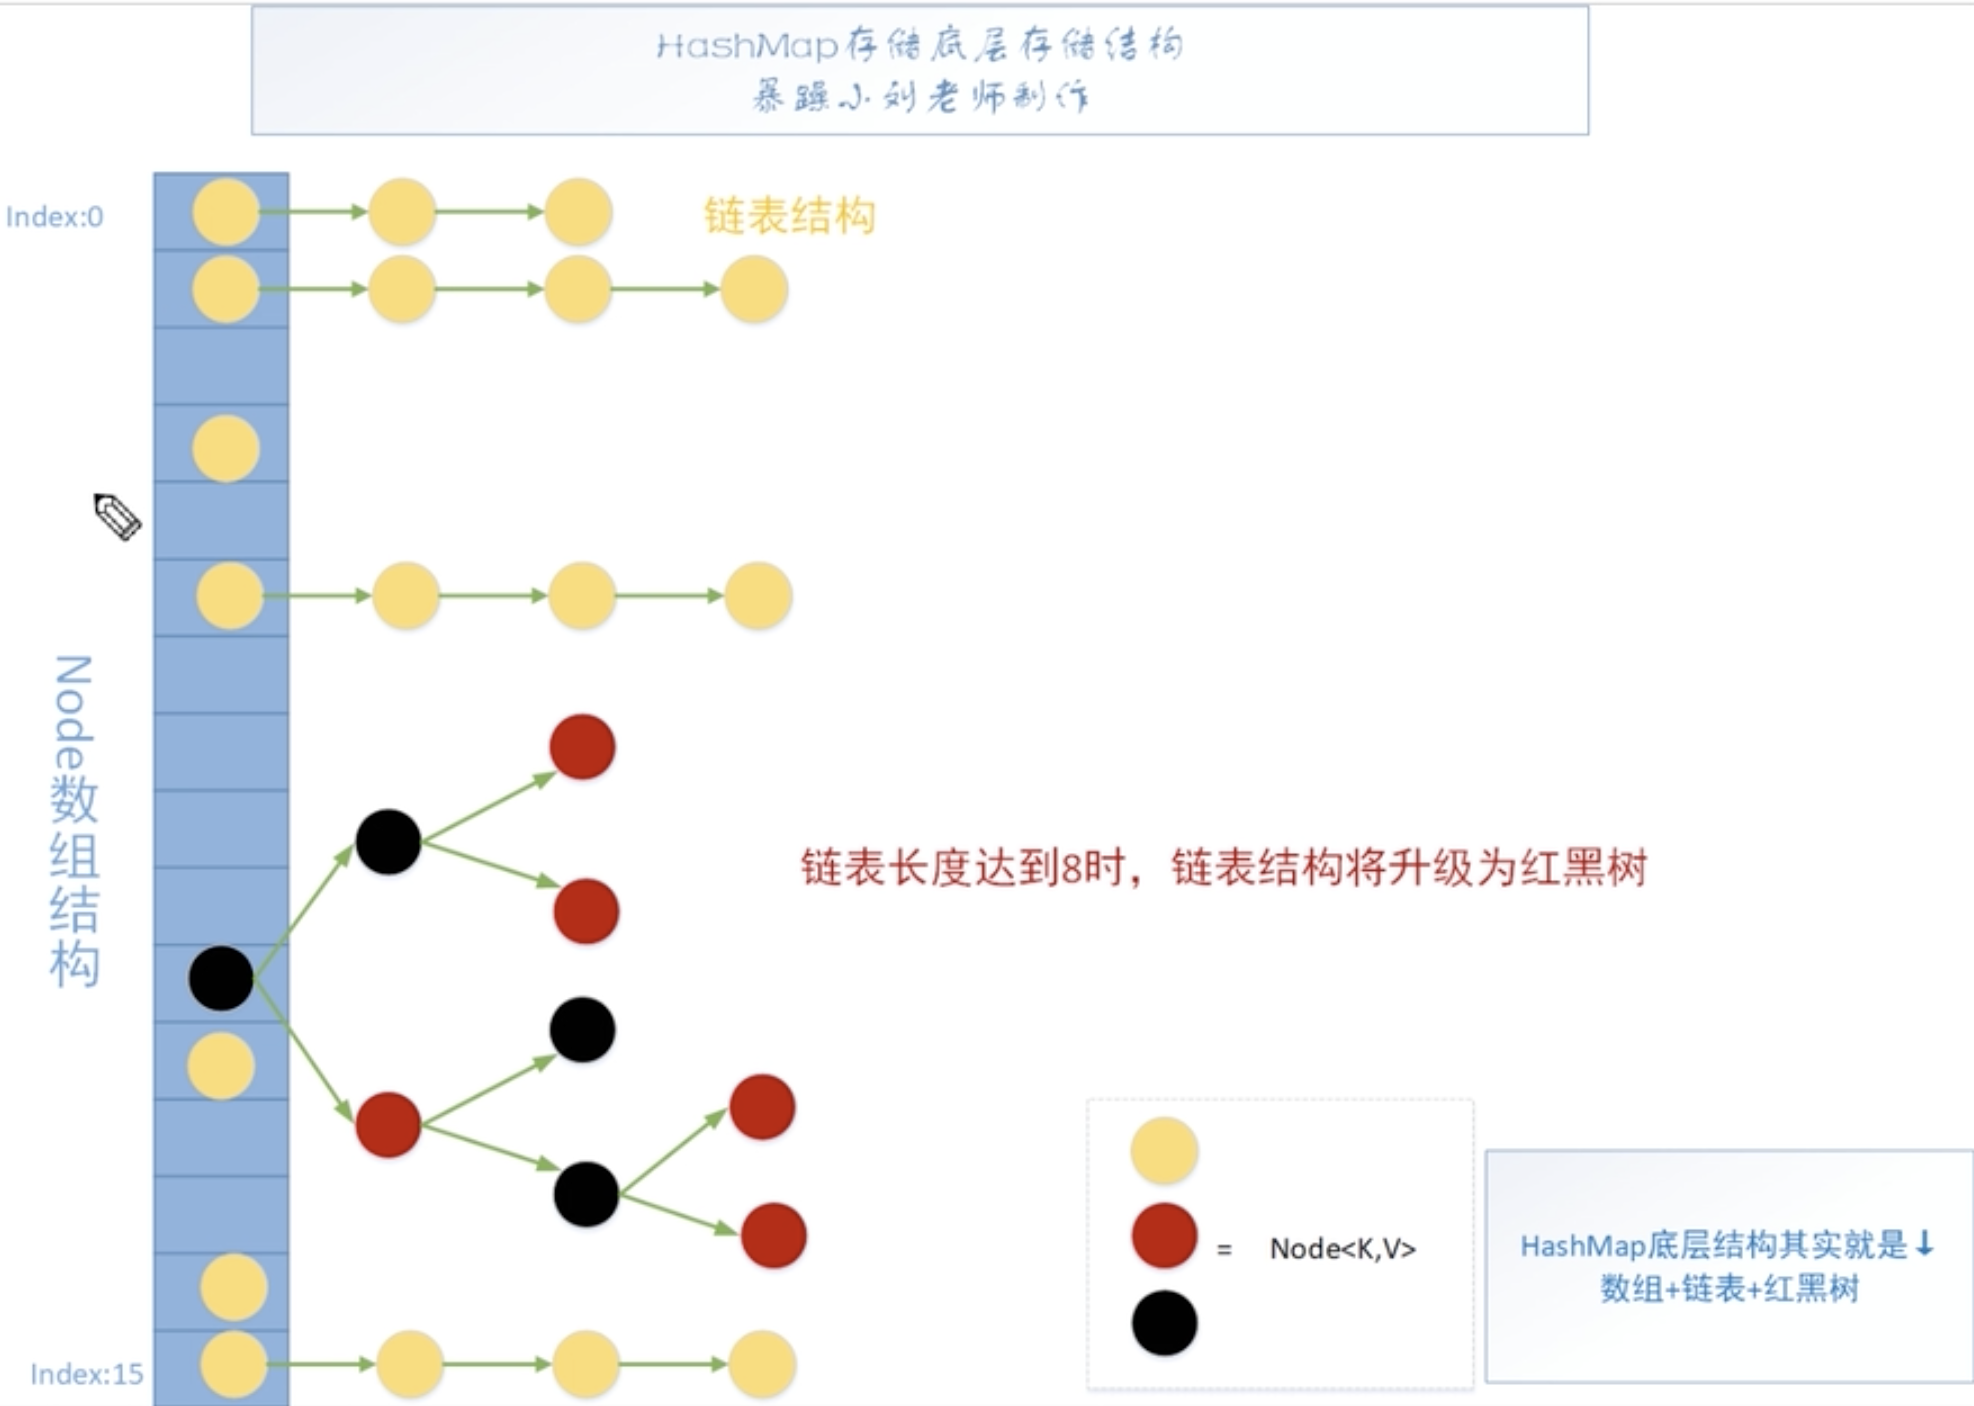 HashMap存储底层存储结构
暴躁小刘老师制作
Index:0
链表结构
Node数组结构
链表长度达到8时，链表结构将升级为红黑树
= Node<K,V>
HashMap底层结构其实就是↓
数组+链表+红黑树
Index:15